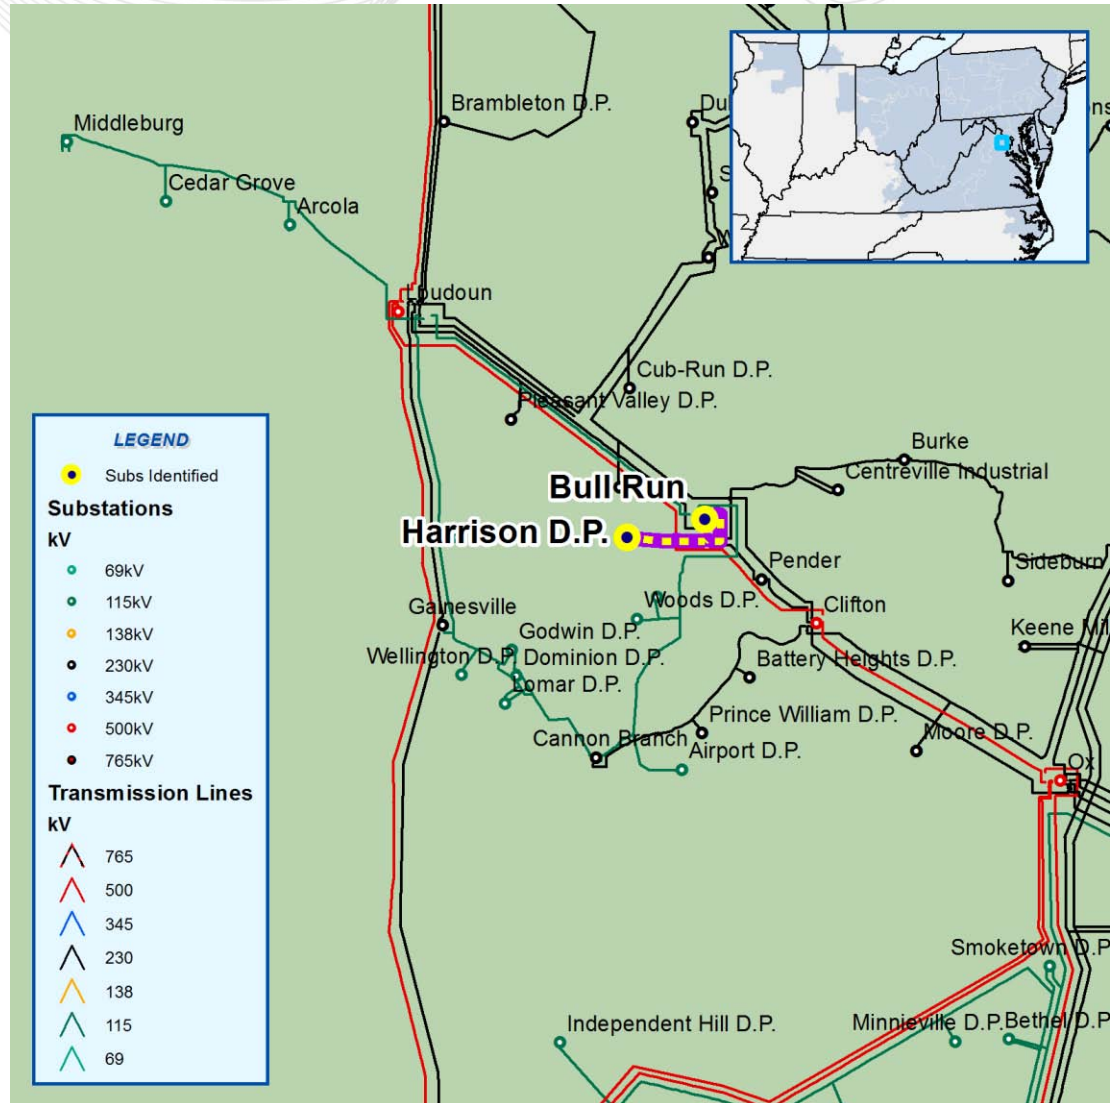 Brambleton D.P.
Du
Middleburg
Cedar Grove
Arcola
Loudoun
Cub-Run D.P.
Pleasant Valley D.P.
Burke
Centreville Industrial
Bull Run
Harrison D.P.
Pender
Sideburn
Woods D.P.
Clifton
Gainesville
Godwin D.P.
Keene Mil
Wellington D.P.
Dominion D.P.
Battery Heights D.P.
Lomar D.P.
Prince William D.P.
Moore D.P.
Cannon Branch
Airport D.P.
Ox
Smoketown D.P
Independent Hill D.P.
Minnieville D.P.
Bethel D.P
LEGEND
Subs Identified
Substations
kV
69kV
115kV
138kV
230kV
345kV
500kV
765kV
Transmission Lines
kV
765
500
345
230
138
115
69